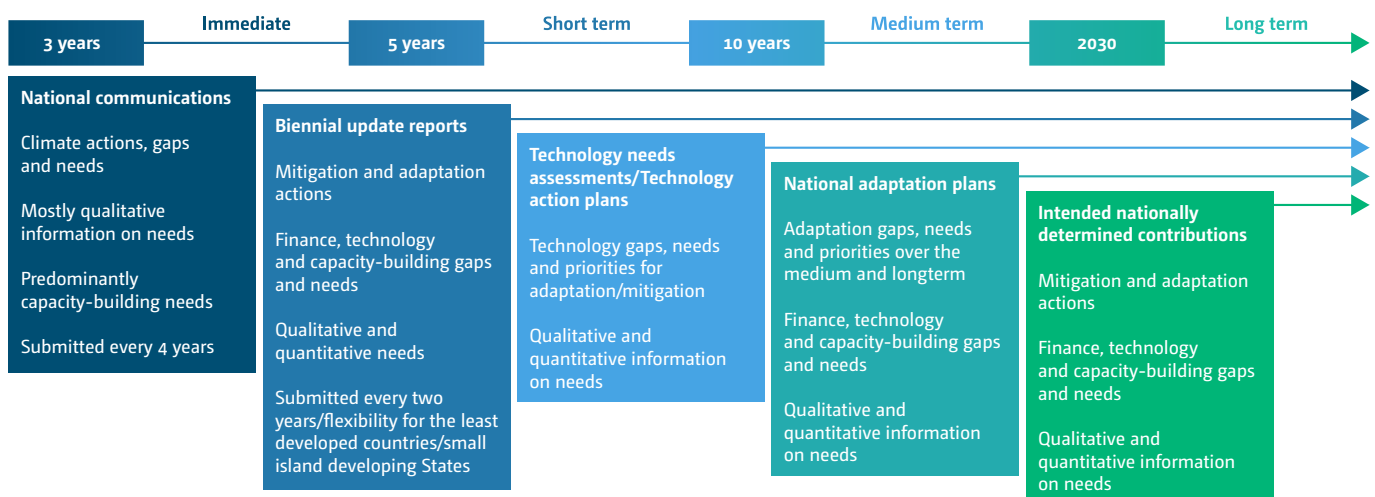 3 years
Immediate
5 years
Short term
10 years
Medium term
2030
Long term
National communications
Climate actions, gaps
and needs
Mostly qualitative
information on needs
Predominantly
capacity-building needs
Submitted every 4 years
Biennial update reports
Mitigation and adaptation
actions
Finance, technology
and capacity-building gaps
and needs
Qualitative and
quantitative needs
Submitted every two
years/flexibility for the least
developed countries/small
island developing States
Technology needs
assessments/Technology
action plans
Technology gaps, needs
and priorities for
adaptation/mitigation
Qualitative and
quantitative information
on needs
National adaptation plans
Adaptation gaps, needs
and priorities over the
medium and longterm
Finance, technology
and capacity-building gaps
and needs
Qualitative and
quantitative information
on needs
Intended nationally
determined contributions
Mitigation and adaptation
actions
Finance, technology
and capacity-building gaps
and needs
Qualitative and
quantitative information
on needs